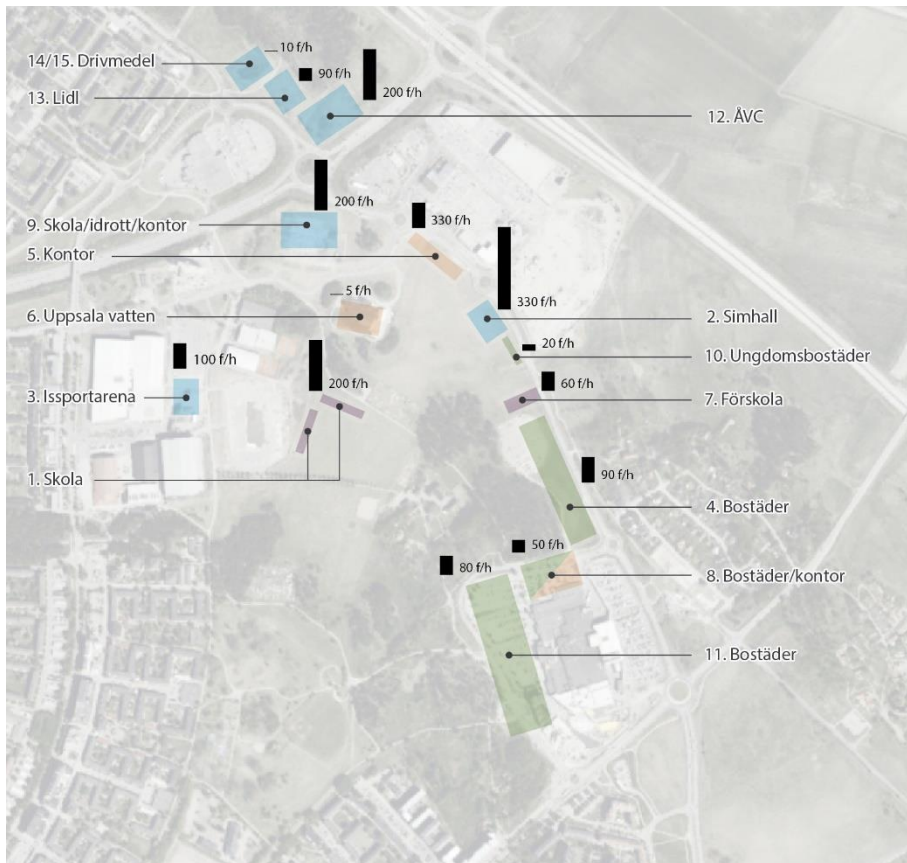 10 f/h
14/15. Drivmedel
90 f/h
200 f/h
13. Lidl
12. ÅVC
200 f/h
9. Skola/idrott/kontor
330 f/h
5. Kontor
5 f/h
330 f/h
6. Uppsala vatten
2. Simhall
20 f/h
10. Ungdomsbostäder
100 f/h
200 f/h
60 f/h
3. Issportarena
7. Förskola
1. Skola
90 f/h
4. Bostäder
50 f/h
80 f/h
8. Bostäder/kontor
11. Bostäder